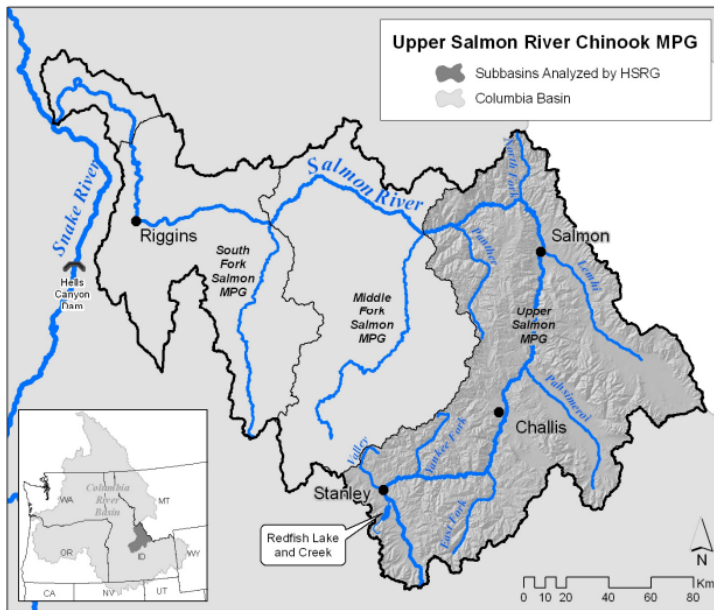 Upper Salmon River Chinook MPG
Subbasins Analyzed by HSRG
Columbia Basin
North Fork
Salmon River
Snake River
Riggins
Salmon
Panther
Lemhi
South
Fork
Salmon
MPG
Hells
Canyon
Dam
Middle
Fork
Salmon
MPG
Upper
Salmon
MPG
Pahsimeroi
Challis
Valley
Yankee Fork
Stanley
East Fork
Redfish Lake
and Creek
WA
MT
Columbia
River
Basin
OR
ID
WY
CA
NV
UT
N
0 10 20 40 60 80
Km